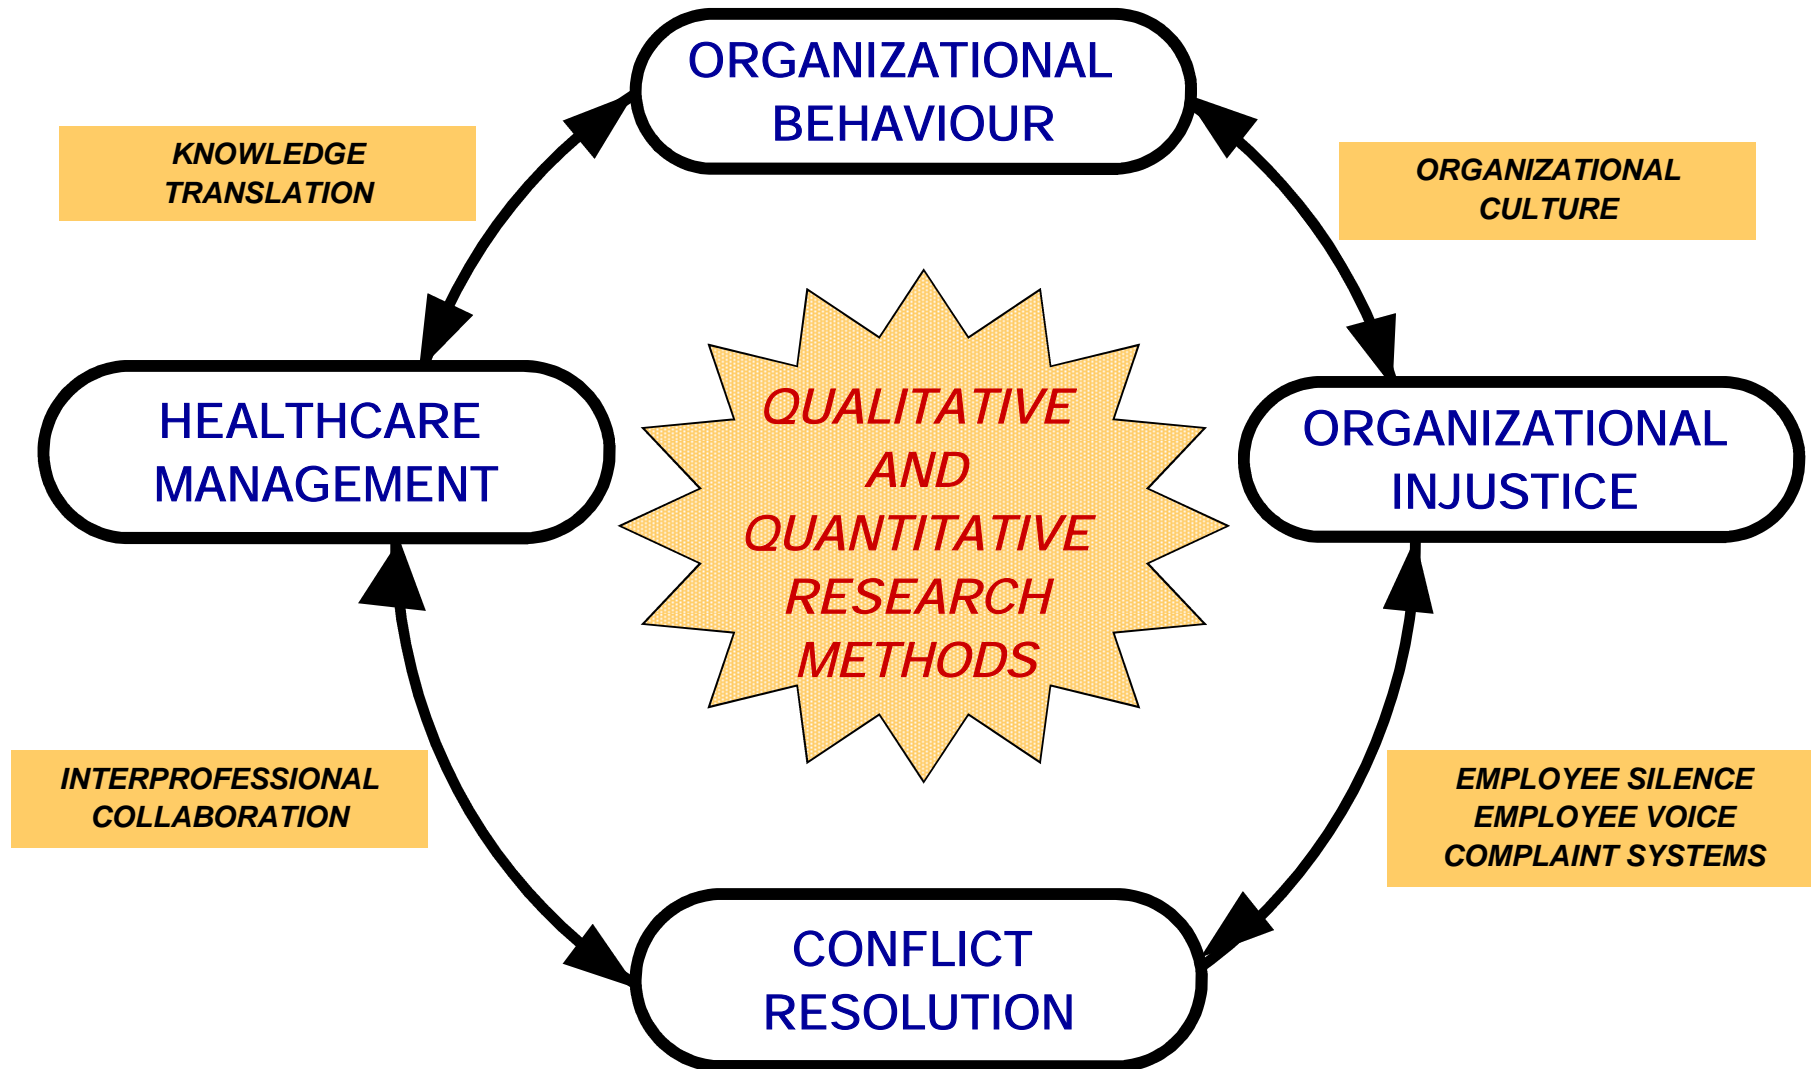 ORGANIZATIONAL
BEHAVIOUR
KNOWLEDGE
TRANSLATION
ORGANIZATIONAL
CULTURE
HEALTHCARE
MANAGEMENT
QUALITATIVE
AND
QUANTITATIVE
RESEARCH
METHODS
ORGANIZATIONAL
INJUSTICE
INTERPROFESSIONAL
COLLABORATION
EMPLOYEE SILENCE
EMPLOYEE VOICE
COMPLAINT SYSTEMS
CONFLICT
RESOLUTION